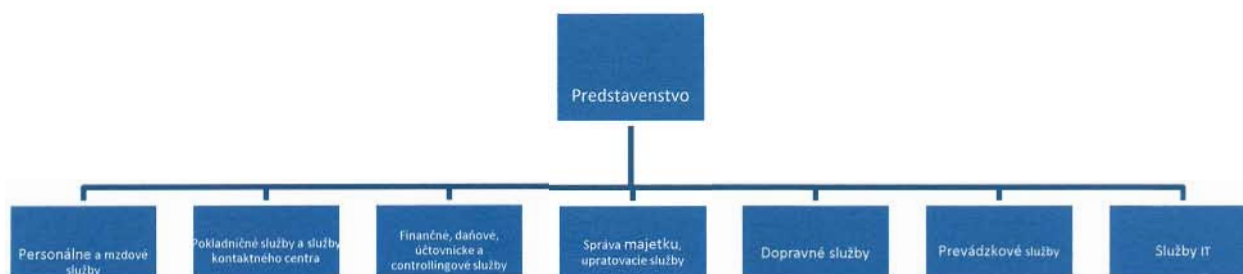 Predstavenstvo
Personálne a mzdové
služby
Pokladničné služby a služby
kontaktného centra
Finančné, daňové,
účtovnícke a
controllingové služby
Správa majetku,
upratovacie služby
Dopravné služby
Prevádzkové služby
Služby IT